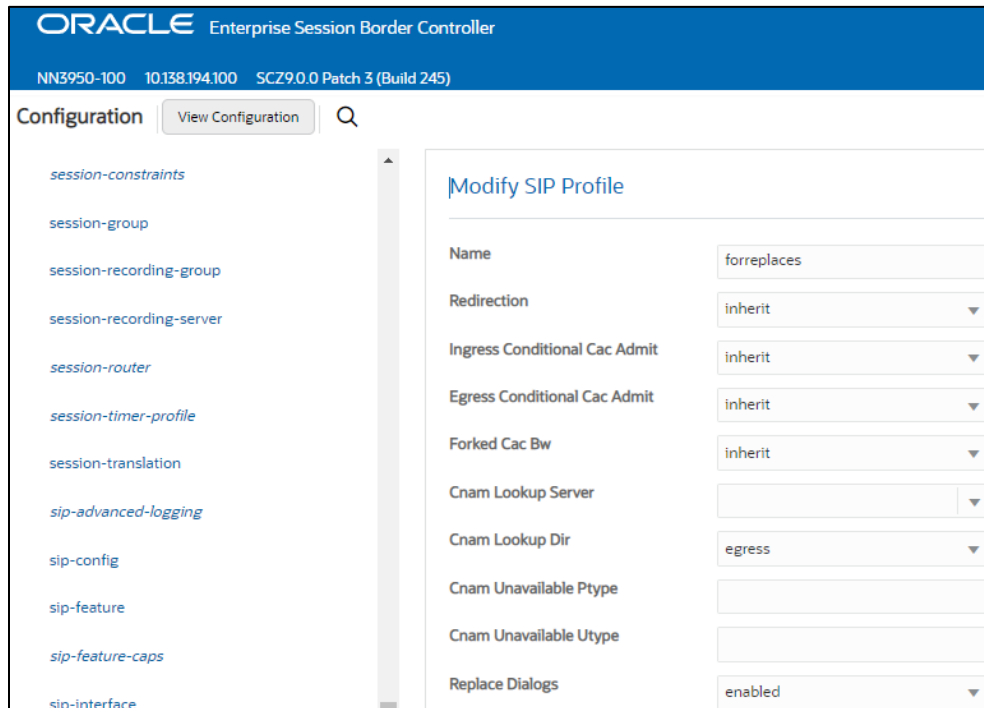 ORACLE Enterprise Session Border Controller
NN3950-100 10.138.194.100 SCZ9.0.0 Patch 3 (Build 245)
Configuration View Configuration
session-constraints
session-group
session-recording-group
session-recording-server
session-router
session-timer-profile
session-translation
sip-advanced-logging
sip-config
sip-feature
sip-feature-caps
sip-interface
Modify SIP Profile
Name forreplaces
Redirection inherit
Ingress Conditional Cac Admit inherit
Egress Conditional Cac Admit inherit
Forked Cac Bw inherit
Cnam Lookup Server
Cnam Lookup Dir egress
Cnam Unavailable Ptype
Cnam Unavailable Utype
Replace Dialogs enabled